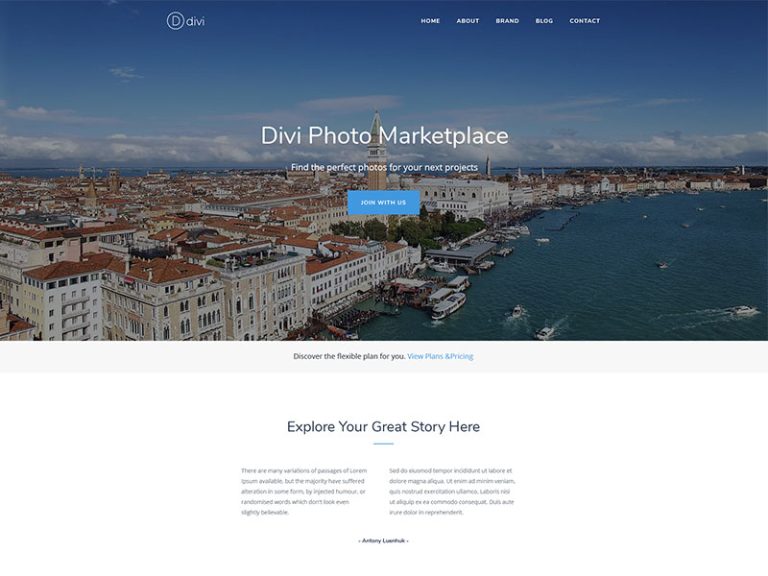 D divi
HOME ABOUT BRAND BLOG CONTACT
Divi Photo Marketplace
Find the perfect photos for your next projects
JOIN WITH US
Discover the flexible plan for you. View Plans &Pricing
Explore Your Great Story Here
There are many variations of passages of Lorem
Ipsum available, but the majority have suffered
alteration in some form, by injected humour, or
randomised words which don't look even
slightly believable.
Sed do eiusmod tempor incididunt ut labore et
dolore magna aliqua. Ut enim ad minim veniam,
quis nostrud exercitation ullamco, Laboris nisl
ut aliquip ex ea commodo consequat. Duis aute
irure dolor in reprehenderit.
- Antony Luenhuk -